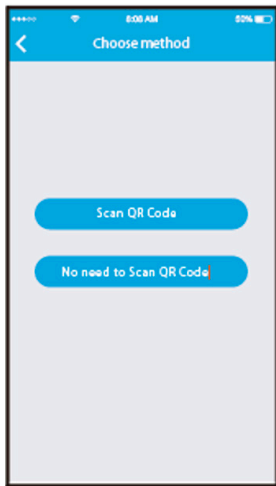 8:08 AM
Choose method
Scan QR Code
No need to Scan QR Code